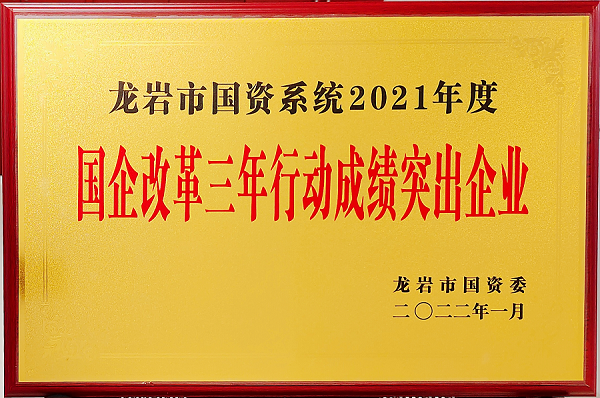 龙岩市国资系统2021年度
国企改革三年行动成绩突出企业
龙岩市国资委
二〇二二年一月